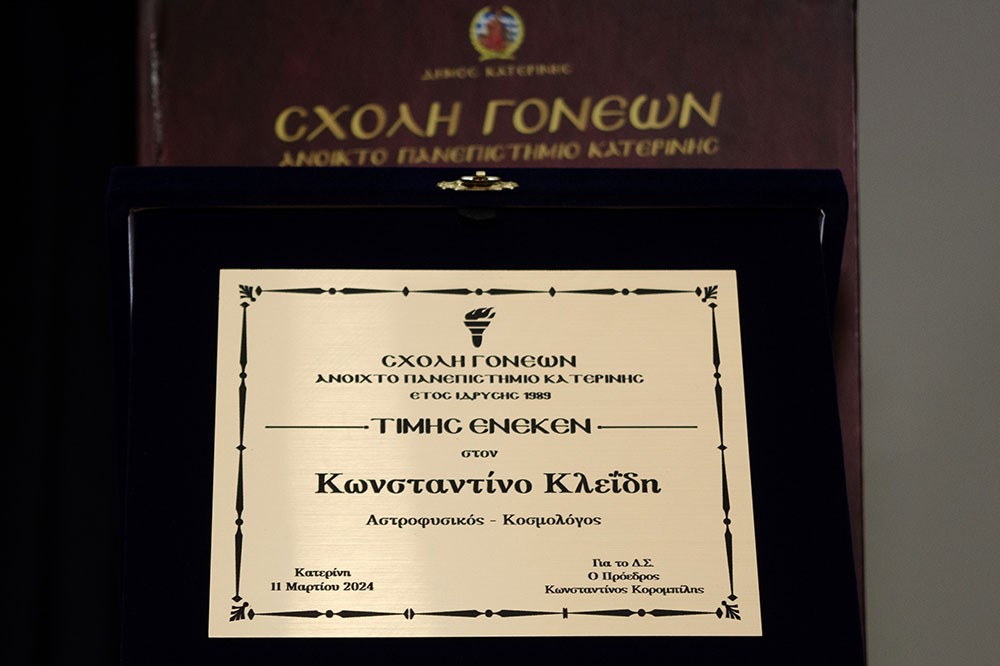 ΔΗΜΟΣ ΚΑΤΕΡΙΝΗΣ
ΣΧΟΛΗ ΓΟΝΕΩΝ
ΑΝΟΙΚΤΟ ΠΑΝΕΠΙΣΤΗΜΙΟ ΚΑΤΕΡΙΝΗΣ
ΣΧΟΛΗ ΓΟΝΕΩΝ
ΑΝΟΙΧΤΟ ΠΑΝΕΠΙΣΤΗΜΙΟ ΚΑΤΕΡΙΝΗΣ
ΕΤΟΣ ΙΔΡΥΣΗΣ 1989
ΤΙΜΗΣ ΕΝΕΚΕΝ
στον
Κωνσταντίνο Κλεΐδη
Αστροφυσικός - Κοσμολόγος
Κατερίνη
11 Μαρτίου 2024
Για το Δ.Σ.
Ο Πρόεδρος
Κωνσταντίνος Κορομπίλης